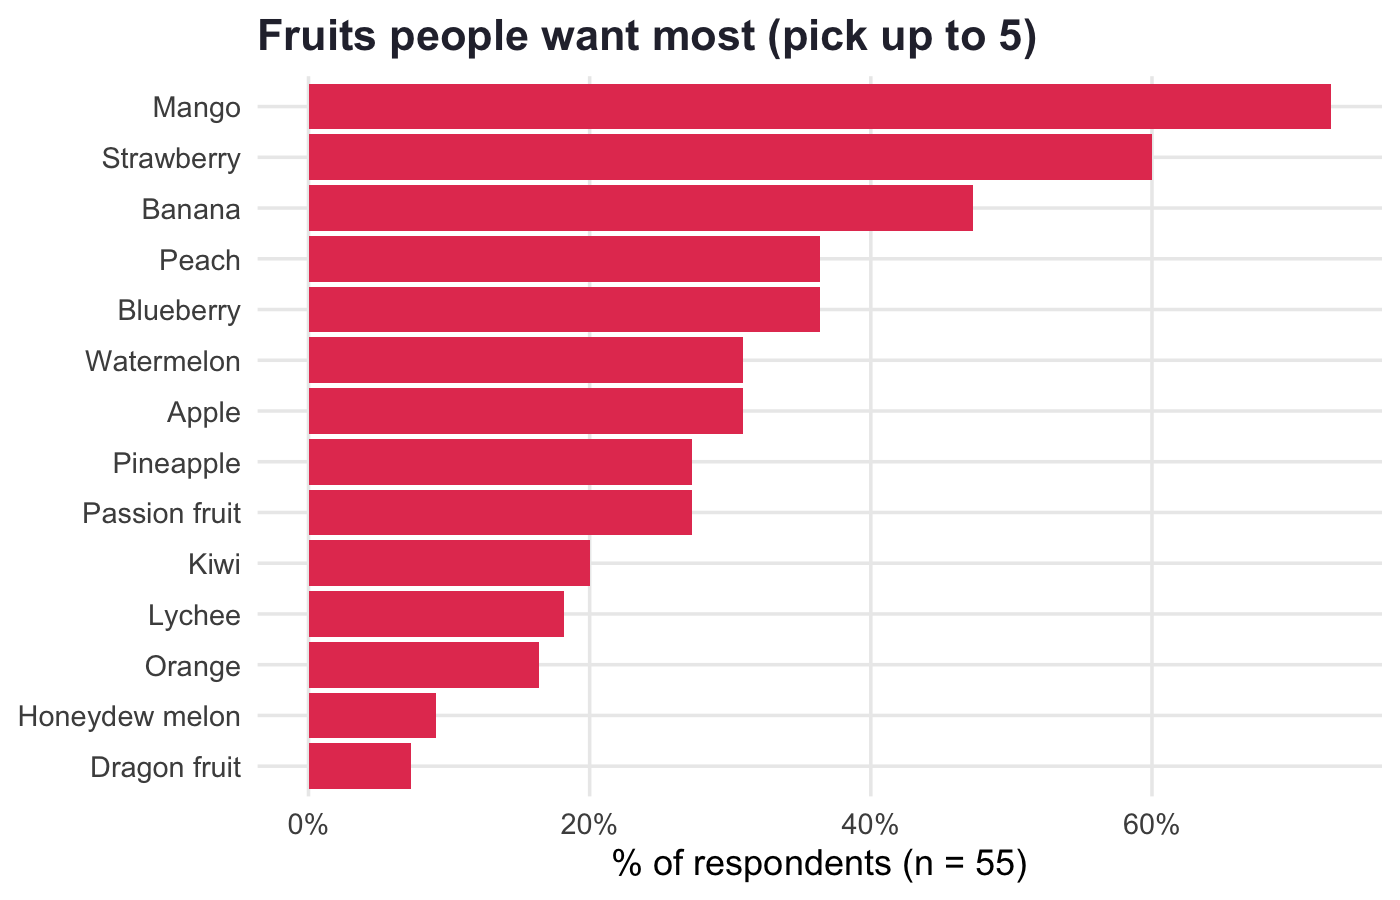 Fruits people want most (pick up to 5)
Mango
Strawberry
Banana
Peach
Blueberry
Watermelon
Apple
Pineapple
Passion fruit
Kiwi
Lychee
Orange
Honeydew melon
Dragon fruit
0% 20% 40% 60%
% of respondents (n = 55)